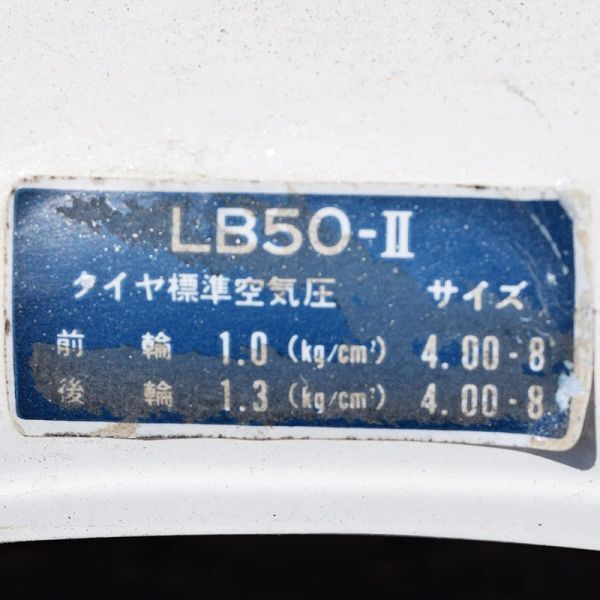 LB50-II
タイヤ標準空気圧 サイズ
前輪 1.0 (kg/cm²) 4.00-8
後輪 1.3 (kg/cm²) 4.00-8